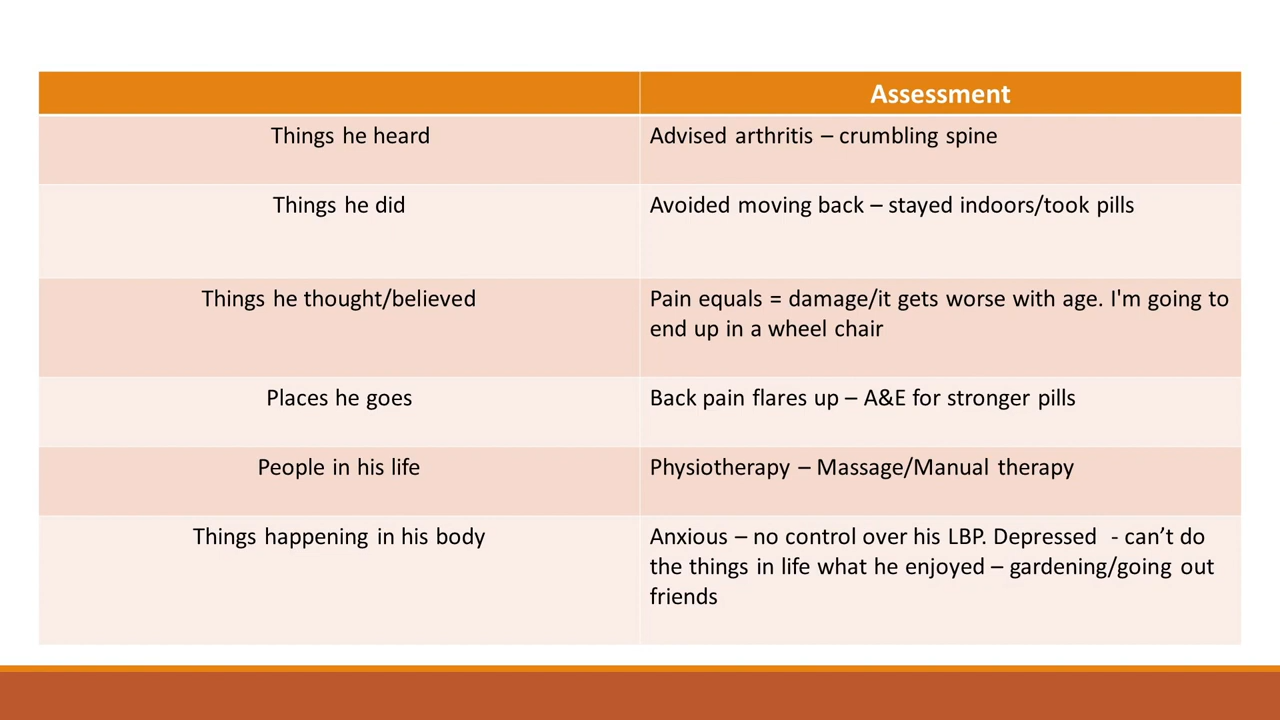 Assessment
Things he heard
Advised arthritis – crumbling spine
Things he did
Avoided moving back – stayed indoors/took pills
Things he thought/believed
Pain equals = damage/it gets worse with age. I'm going to
end up in a wheel chair
Places he goes
Back pain flares up – A&E for stronger pills
People in his life
Physiotherapy – Massage/Manual therapy
Things happening in his body
Anxious – no control over his LBP. Depressed - can’t do
the things in life what he enjoyed – gardening/going out
friends